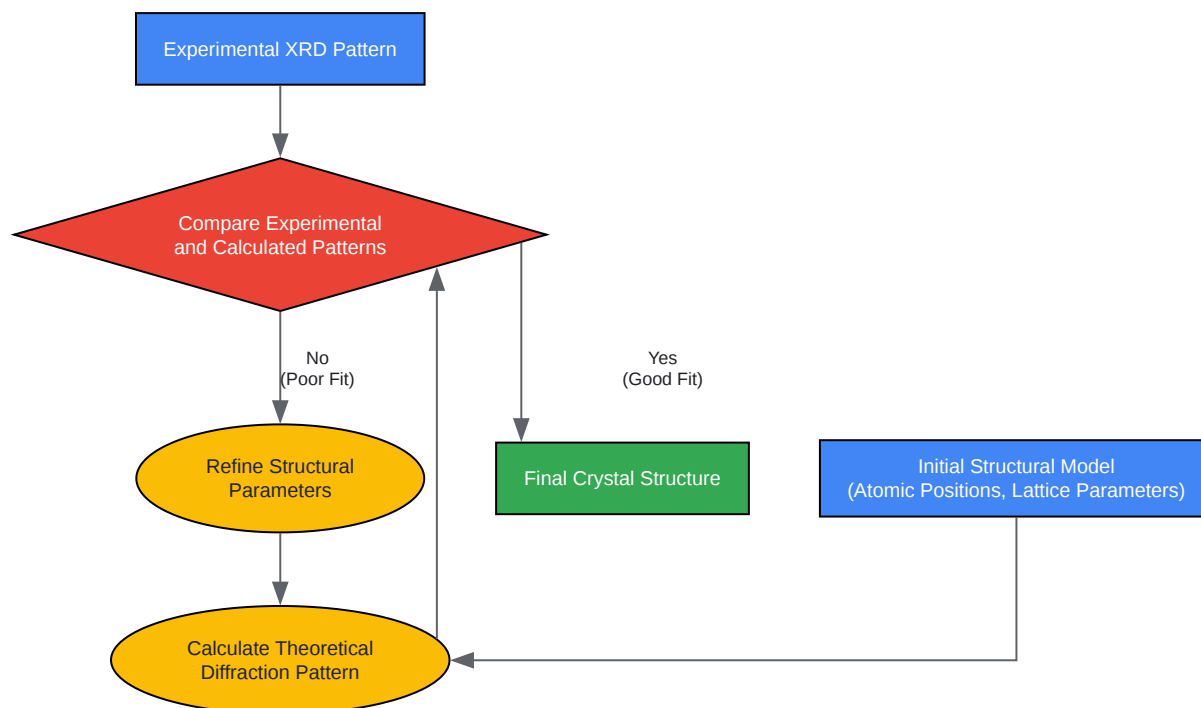 Experimental XRD Pattern
Compare Experimental
and Calculated Patterns
No
(Poor Fit)
Yes
(Good Fit)
Refine Structural
Parameters
Final Crystal Structure
Initial Structural Model
(Atomic Positions, Lattice Parameters)
Calculate Theoretical
Diffraction Pattern